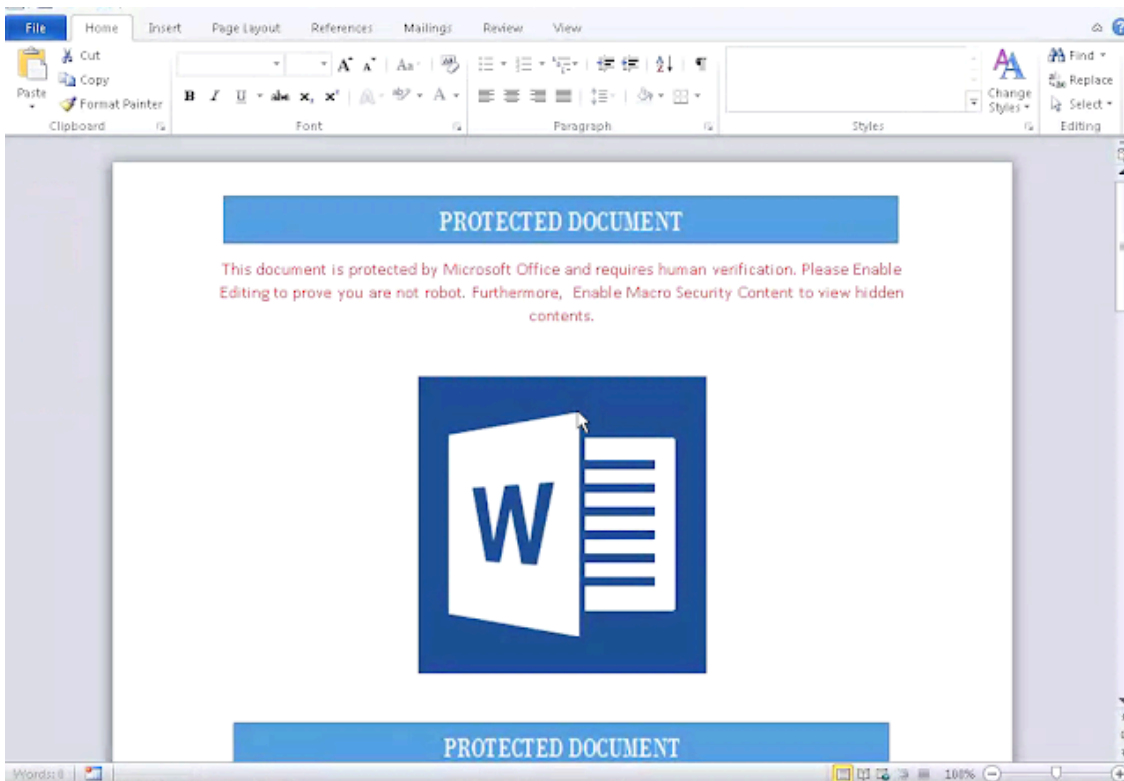 File Home Insert Page Layout References Mailings Review View
Cut
Copy
Paste
Format Painter
Clipboard
Aa
B I U abc x, x² A
Font
Paragraph
Styles
Change
Styles
Find
Replace
Select
Editing
PROTECTED DOCUMENT
This document is protected by Microsoft Office and requires human verification. Please Enable
Editing to prove you are not robot. Furthermore, Enable Macro Security Content to view hidden
contents.
W
PROTECTED DOCUMENT
Words: 0
100%